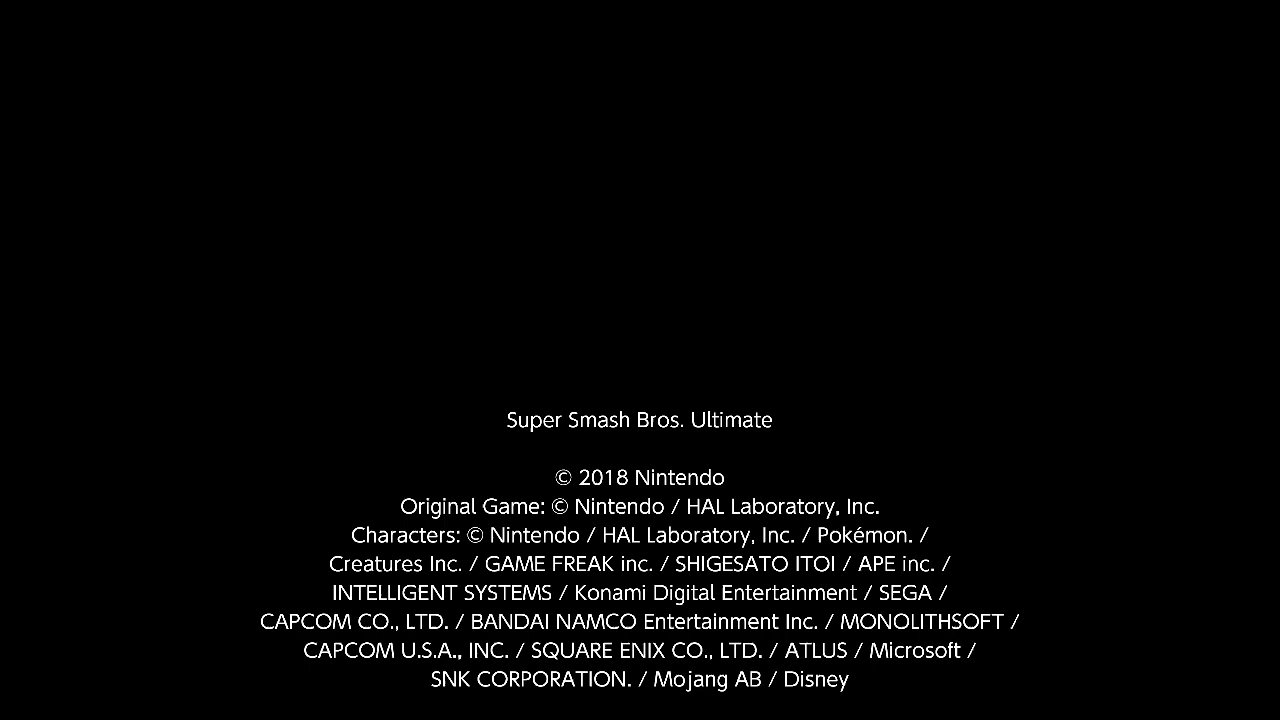 Super Smash Bros. Ultimate
© 2018 Nintendo
Original Game: © Nintendo / HAL Laboratory, Inc.
Characters: © Nintendo / HAL Laboratory, Inc. / Pokémon. /
Creatures Inc. / GAME FREAK inc. / SHIGESATO ITOI / APE inc. /
INTELLIGENT SYSTEMS / Konami Digital Entertainment / SEGA /
CAPCOM CO., LTD. / BANDAI NAMCO Entertainment Inc. / MONOLITHSOFT /
CAPCOM U.S.A., INC. / SQUARE ENIX CO., LTD. / ATLUS / Microsoft /
SNK CORPORATION. / Mojang AB / Disney